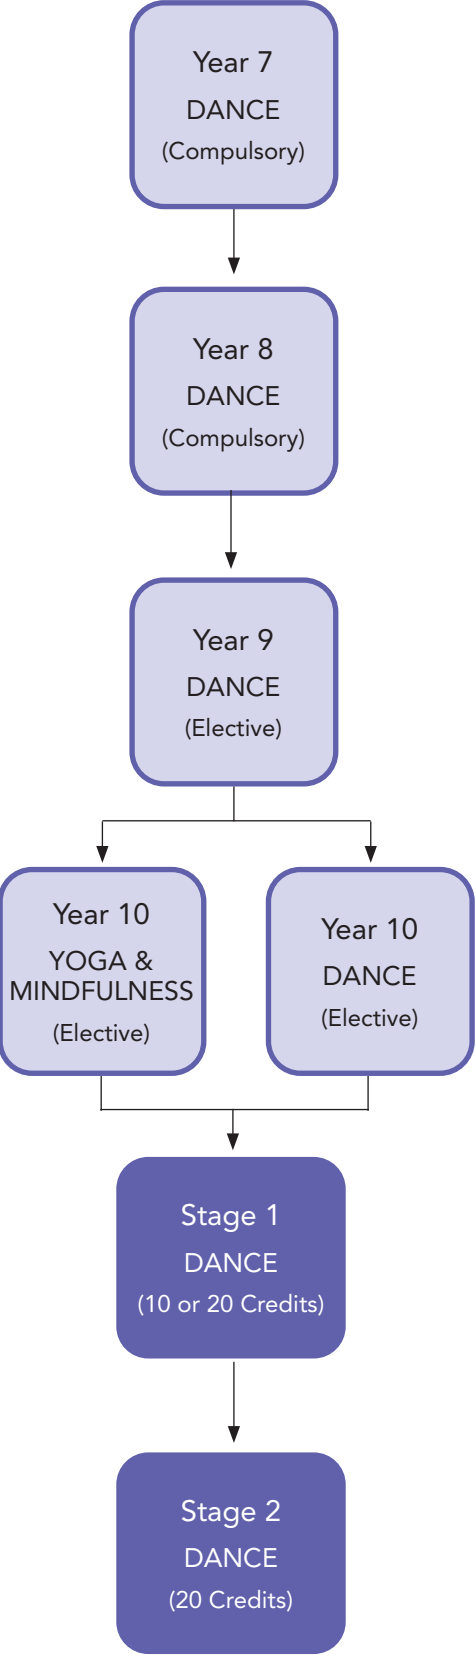 Year 7
DANCE
(Compulsory)
Year 8
DANCE
(Compulsory)
Year 9
DANCE
(Elective)
Year 10
YOGA &
MINDFULNESS
(Elective)
Year 10
DANCE
(Elective)
Stage 1
DANCE
(10 or 20 Credits)
Stage 2
DANCE
(20 Credits)